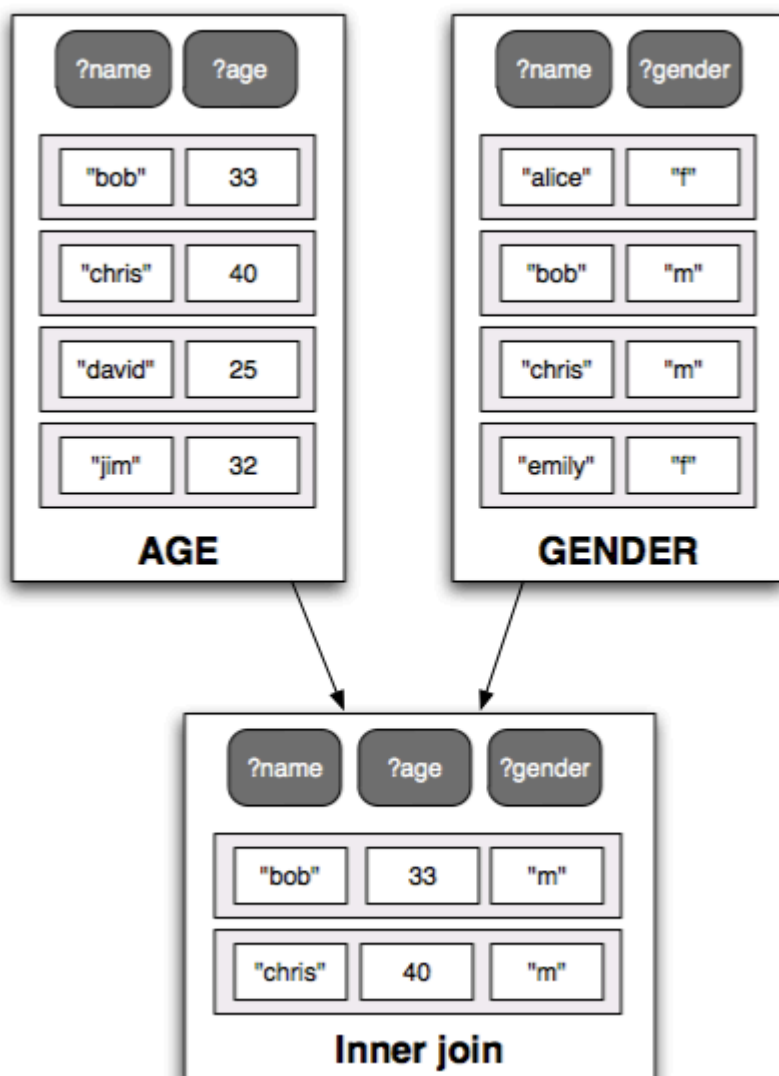 ?name ?age
"bob" 33
"chris" 40
"david" 25
"jim" 32
AGE
?name ?gender
"alice" "f"
"bob" "m"
"chris" "m"
"emily" "f"
GENDER
?name ?age ?gender
"bob" 33 "m"
"chris" 40 "m"
Inner join